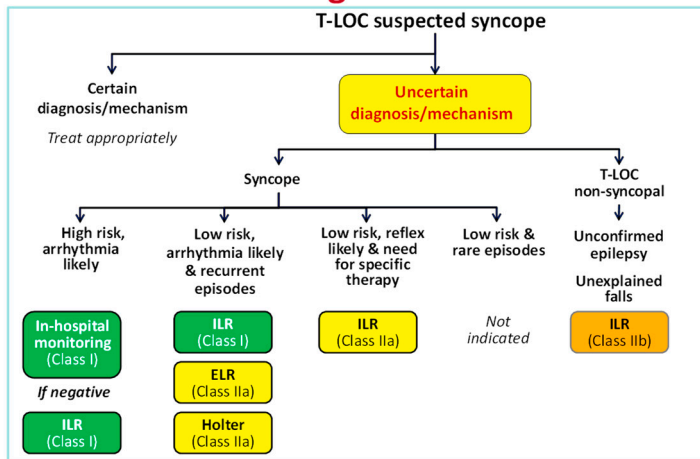 T-LOC suspected syncope
Certain
diagnosis/mechanism
Treat appropriately
Uncertain
diagnosis/mechanism
Syncope
T-LOC
non-syncopal
High risk,
arrhythmia
likely
Low risk,
arrhythmia likely
& recurrent
episodes
Low risk, reflex
likely & need
for specific
therapy
Low risk &
rare episodes
Unconfirmed
epilepsy
Unexplained
falls
In-hospital
monitoring
(Class I)
If negative
ILR
(Class I)
ILR
(Class I)
ELR
(Class IIa)
Holter
(Class IIa)
ILR
(Class IIa)
Not
indicated
ILR
(Class IIb)